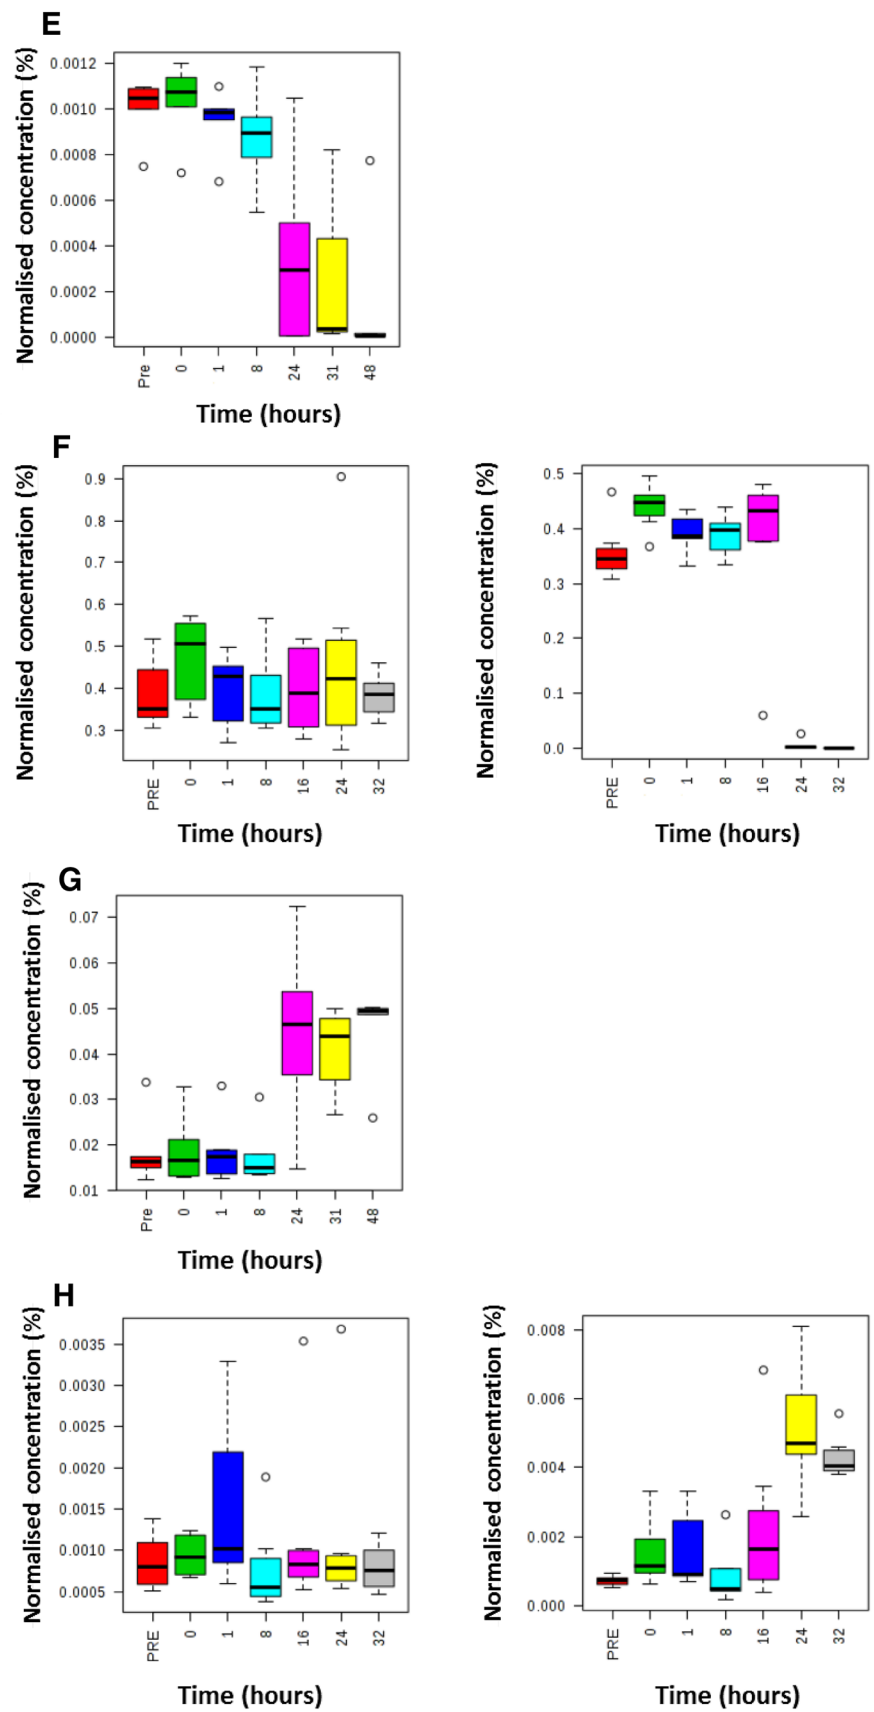 E
Normalised concentration (%)
0.0012
0.0010
0.0008
0.0006
0.0004
0.0002
0.0000
Pre 0 1 8 24 31 48
Time (hours)
F
Normalised concentration (%)
0.9
0.8
0.7
0.6
0.5
0.4
0.3
PRE 0 1 8 16 24 32
Time (hours)
Normalised concentration (%)
0.5
0.4
0.3
0.2
0.1
0.0
PRE 0 1 8 16 24 32
Time (hours)
G
Normalised concentration (%)
0.07
0.06
0.05
0.04
0.03
0.02
0.01
Pre 0 1 8 24 31 48
Time (hours)
H
Normalised concentration (%)
0.0035
0.0030
0.0025
0.0020
0.0015
0.0010
0.0005
PRE 0 1 8 16 24 32
Time (hours)
Normalised concentration (%)
0.008
0.006
0.004
0.002
0.000
PRE 0 1 8 16 24 32
Time (hours)